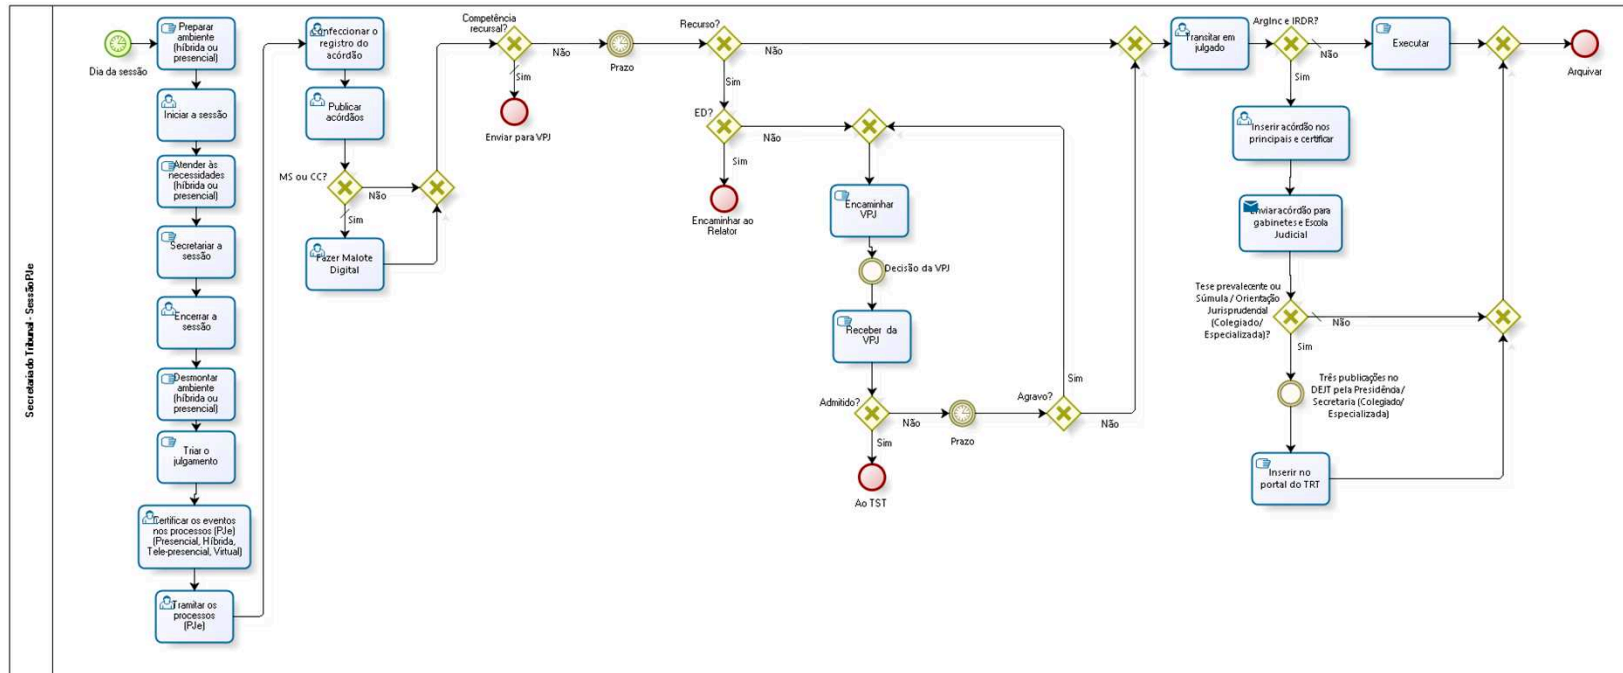 Secretaria do Tribunal - Sessão PJe
Dia da sessão
Preparar
ambiente
(híbrida ou
presencial)
Iniciar a sessão
Atender às
necessidades
(híbrida ou
presencial)
Secretariar a
sessão
Encerrar a
sessão
Desmontar
ambiente
(híbrida ou
presencial)
Triar o
julgamento
Certificar os eventos
nos processos (PJe)
(Presencial, Híbrida,
Tele-presencial, Virtual)
Tramitar os
processos
(PJe)
Confeccionar o
registro do
acórdão
Publicar
acórdãos
MS ou CC?
Não
Sim
Fazer Malote
Digital
Competência
recursal?
Não
Sim
Enviar para VPJ
Prazo
Recurso?
Não
Sim
ED?
Não
Sim
Encaminhar ao
Relator
Encaminhar
VPJ
Decisão da VPJ
Receber da
VPJ
Admitido?
Não
Sim
Ao TST
Prazo
Agravo?
Sim
Não
Transitar em
julgado
ArgInc e IRDR?
Não
Sim
Executar
Arquivar
Inserir acórdão nos
principais e certificar
Enviar acórdão para
gabinetes e Escola
Judicial
Tese prevalecente ou
Súmula / Orientação
Jurisprudendal
(Colegiado/
Especializada)?
Não
Sim
Três publicações no
DEJT pela Presidência/
Secretaria (Colegiado/
Especializada)
Inserir no
portal do TRT